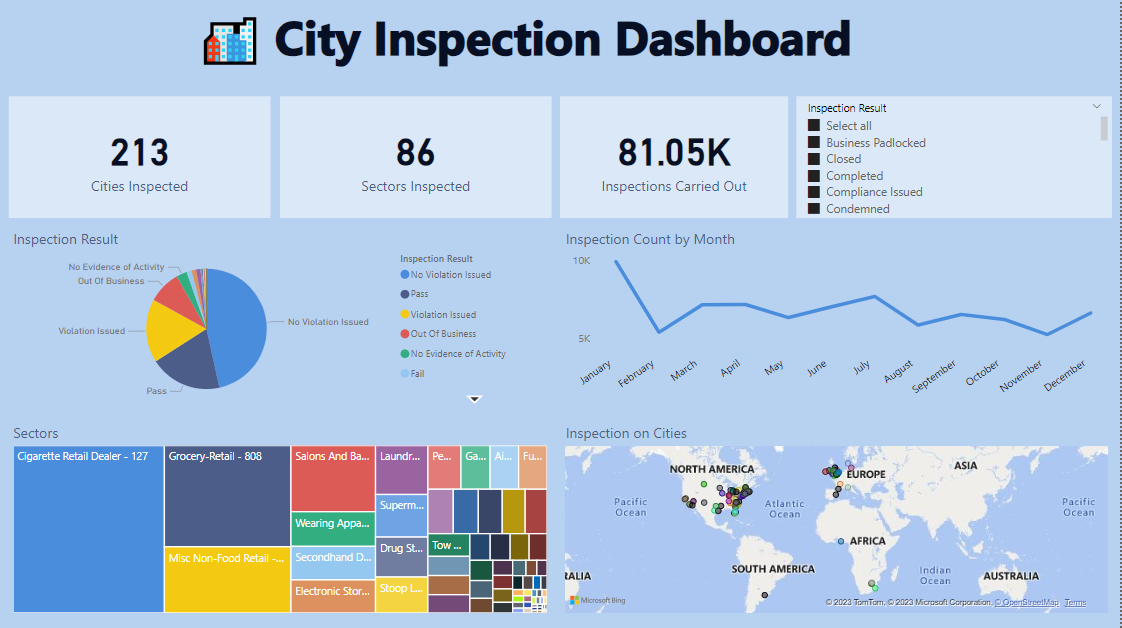 City Inspection Dashboard
213
Cities Inspected
86
Sectors Inspected
81.05K
Inspections Carried Out
Inspection Result
Select all
Business Padlocked
Closed
Completed
Compliance Issued
Condemned
Inspection Result
No Evidence of Activity
Out Of Business
Violation Issued
Pass
No Violation Issued
Inspection Result
No Violation Issued
Pass
Violation Issued
Out Of Business
No Evidence of Activity
Fail
Inspection Count by Month
10K
5K
January
February
March
April
May
June
July
August
September
October
November
December
Sectors
Cigarette Retail Dealer - 127
Grocery-Retail - 808
Misc Non-Food Retail -...
Salons And Ba...
Wearing Appa...
Secondhand D...
Electronic Stor...
Laundr...
Superm...
Drug St...
Stoop L...
Pe...
Ga...
Ai...
Fu...
Tow ...
Inspection on Cities
NORTH AMERICA
EUROPE
ASIA
Pacific
Ocean
Atlantic
Ocean
Pacific
Ocean
AFRICA
SOUTH AMERICA
Indian
Ocean
RALIA
AUSTRALIA
Microsoft Bing
© 2023 TomTom, © 2023 Microsoft Corporation, © OpenStreetMap Terms